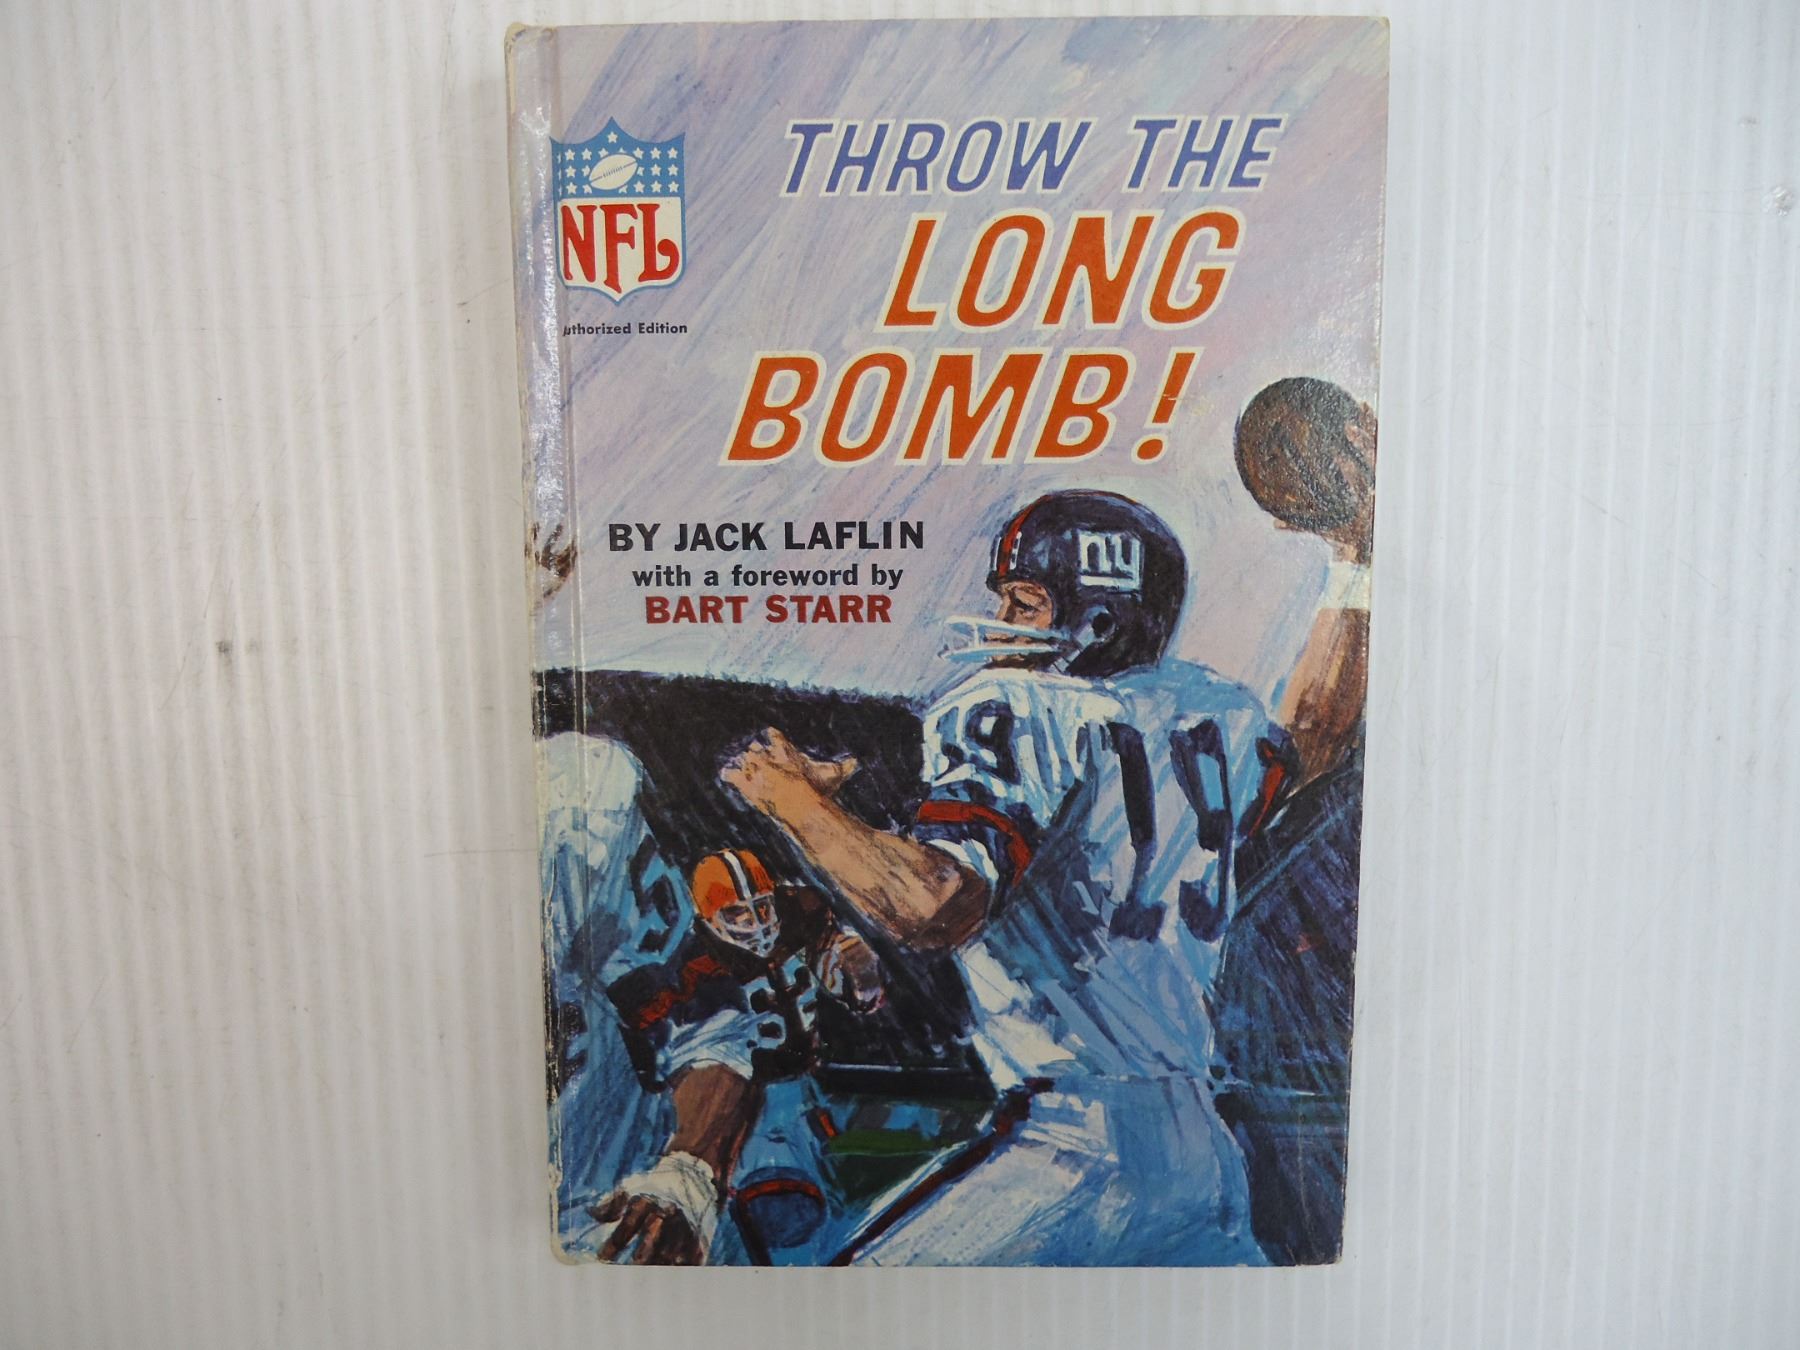 THROW THE
LONG
BOMB!
NFL
uthorized Edition
BY JACK LAFLIN
with a foreword by
BART STARR
ny
19
19